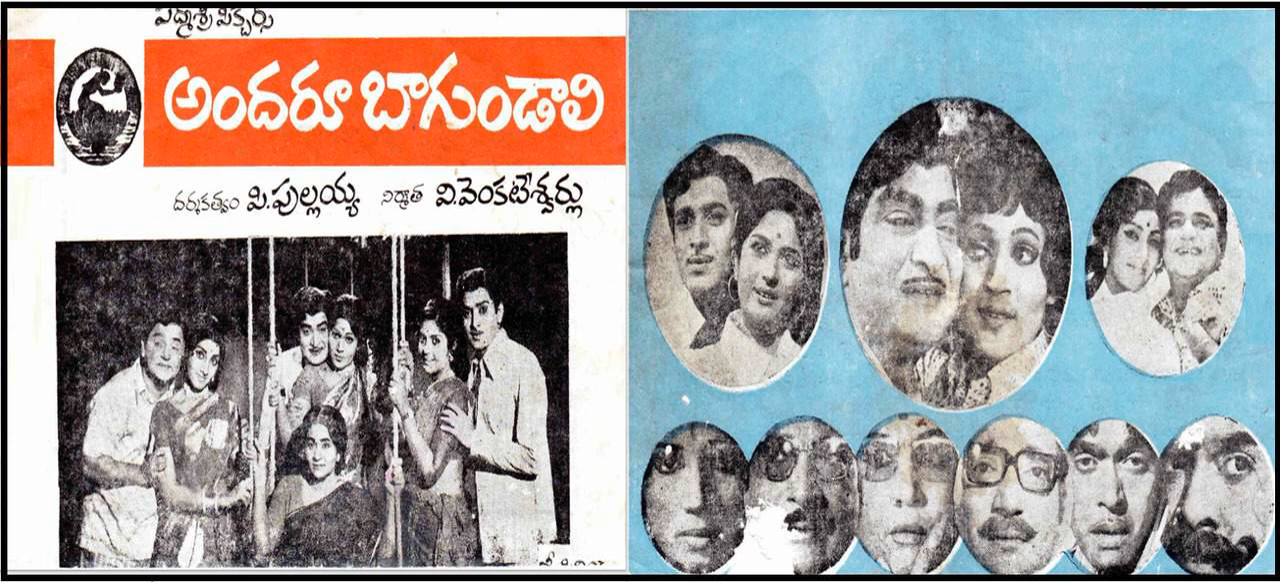 పద్మశ్రీ పిక్చర్స్
అందరూ బాగుండాలి
దర్శకత్వం పి.పుల్లయ్య నిర్మాత వి.వెంకటేశ్వర్లు